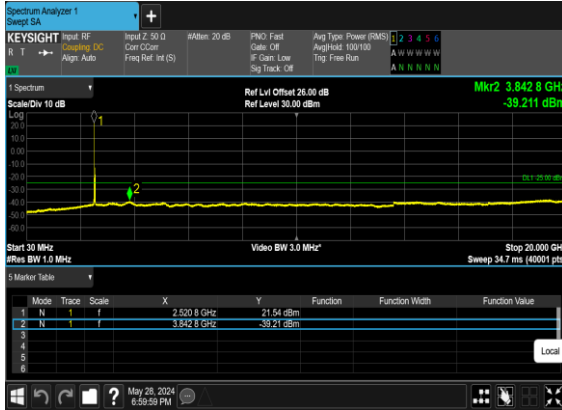 Spectrum Analyzer 1
Swept SA
+
KEYSIGHT Input: RF Input Z: 50 Ω #Atten: 20 dB PNO: Fast Avg Type: Power (RMS) 1 2 3 4 5 6
R T Coupling: DC Corr CCorr Gate: Off Avg|Hold: 100/100 A W W W W W
Align: Auto Freq Ref: Int (S) IF Gain: Low Trig: Free Run
Sig Track: Off A N N N N N
1 Spectrum Ref Lvl Offset 26.00 dB Mkr2 3.842 8 GHz
Scale/Div 10 dB Ref Level 30.00 dBm -39.211 dBm
Log
20.0
10.0
0.00
-10.0
-20.0
-30.0
-40.0
-50.0
-60.0
1
2
DL1 -25.00 dBm
Start 30 MHz Video BW 3.0 MHz* Stop 20.000 GHz
#Res BW 1.0 MHz Sweep 34.7 ms (40001 pts)
5 Marker Table
Mode Trace Scale X Y Function Function Width Function Value
1 N 1 f 2.520 8 GHz 21.54 dBm
2 N 1 f 3.842 8 GHz -39.21 dBm
3
4
5
6
Local
? May 28, 2024
6:59:59 PM